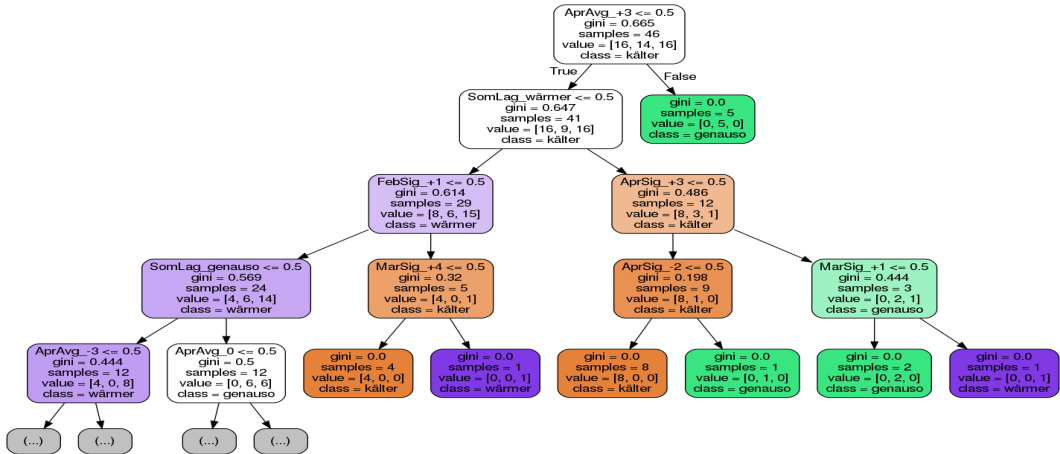 AprAvg_+3 <= 0.5
gini = 0.665
samples = 46
value = [16, 14, 16]
class = kälter
True
False
SomLag_wärmer <= 0.5
gini = 0.647
samples = 41
value = [16, 9, 16]
class = kälter
gini = 0.0
samples = 5
value = [0, 5, 0]
class = genauso
FebSig_+1 <= 0.5
gini = 0.614
samples = 29
value = [8, 6, 15]
class = wärmer
AprSig_+3 <= 0.5
gini = 0.486
samples = 12
value = [8, 3, 1]
class = kälter
SomLag_genauso <= 0.5
gini = 0.569
samples = 24
value = [4, 6, 14]
class = wärmer
MarSig_+4 <= 0.5
gini = 0.32
samples = 5
value = [4, 0, 1]
class = kälter
AprSig_-2 <= 0.5
gini = 0.198
samples = 9
value = [8, 1, 0]
class = kälter
MarSig_+1 <= 0.5
gini = 0.444
samples = 3
value = [0, 2, 1]
class = genauso
AprAvg_-3 <= 0.5
gini = 0.444
samples = 12
value = [4, 0, 8]
class = wärmer
AprAvg_0 <= 0.5
gini = 0.5
samples = 12
value = [0, 6, 6]
class = genauso
gini = 0.0
samples = 4
value = [4, 0, 0]
class = kälter
gini = 0.0
samples = 1
value = [0, 0, 1]
class = wärmer
gini = 0.0
samples = 8
value = [8, 0, 0]
class = kälter
gini = 0.0
samples = 1
value = [0, 1, 0]
class = genauso
gini = 0.0
samples = 2
value = [0, 2, 0]
class = genauso
gini = 0.0
samples = 1
value = [0, 0, 1]
class = wärmer
(...)
(...)
(...)
(...)